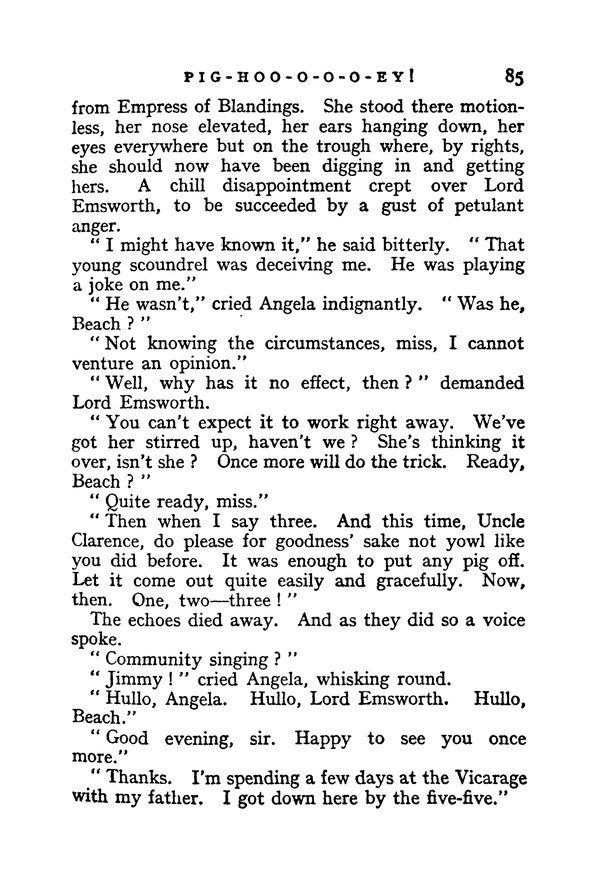 PIG-HOO-O-O-O-EY! 85
from Empress of Blandings. She stood there motion-
less, her nose elevated, her ears hanging down, her
eyes everywhere but on the trough where, by rights,
she should now have been digging in and getting
hers. A chill disappointment crept over Lord
Emsworth, to be succeeded by a gust of petulant
anger.
“ I might have known it,” he said bitterly. “ That
young scoundrel was deceiving me. He was playing
a joke on me.”
“ He wasn’t,” cried Angela indignantly. “ Was he,
Beach ? ”
“ Not knowing the circumstances, miss, I cannot
venture an opinion.”
“ Well, why has it no effect, then ? ” demanded
Lord Emsworth.
“ You can’t expect it to work right away. We’ve
got her stirred up, haven’t we ? She’s thinking it
over, isn’t she ? Once more will do the trick. Ready,
Beach ? ”
“ Quite ready, miss.”
“ Then when I say three. And this time, Uncle
Clarence, do please for goodness’ sake not yowl like
you did before. It was enough to put any pig off.
Let it come out quite easily and gracefully. Now,
then. One, two—three ! ”
The echoes died away. And as they did so a voice
spoke.
“ Community singing ? ”
“ Jimmy ! ” cried Angela, whisking round.
“ Hullo, Angela. Hullo, Lord Emsworth. Hullo,
Beach.”
“ Good evening, sir. Happy to see you once
more.”
“ Thanks. I’m spending a few days at the Vicarage
with my father. I got down here by the five-five.”